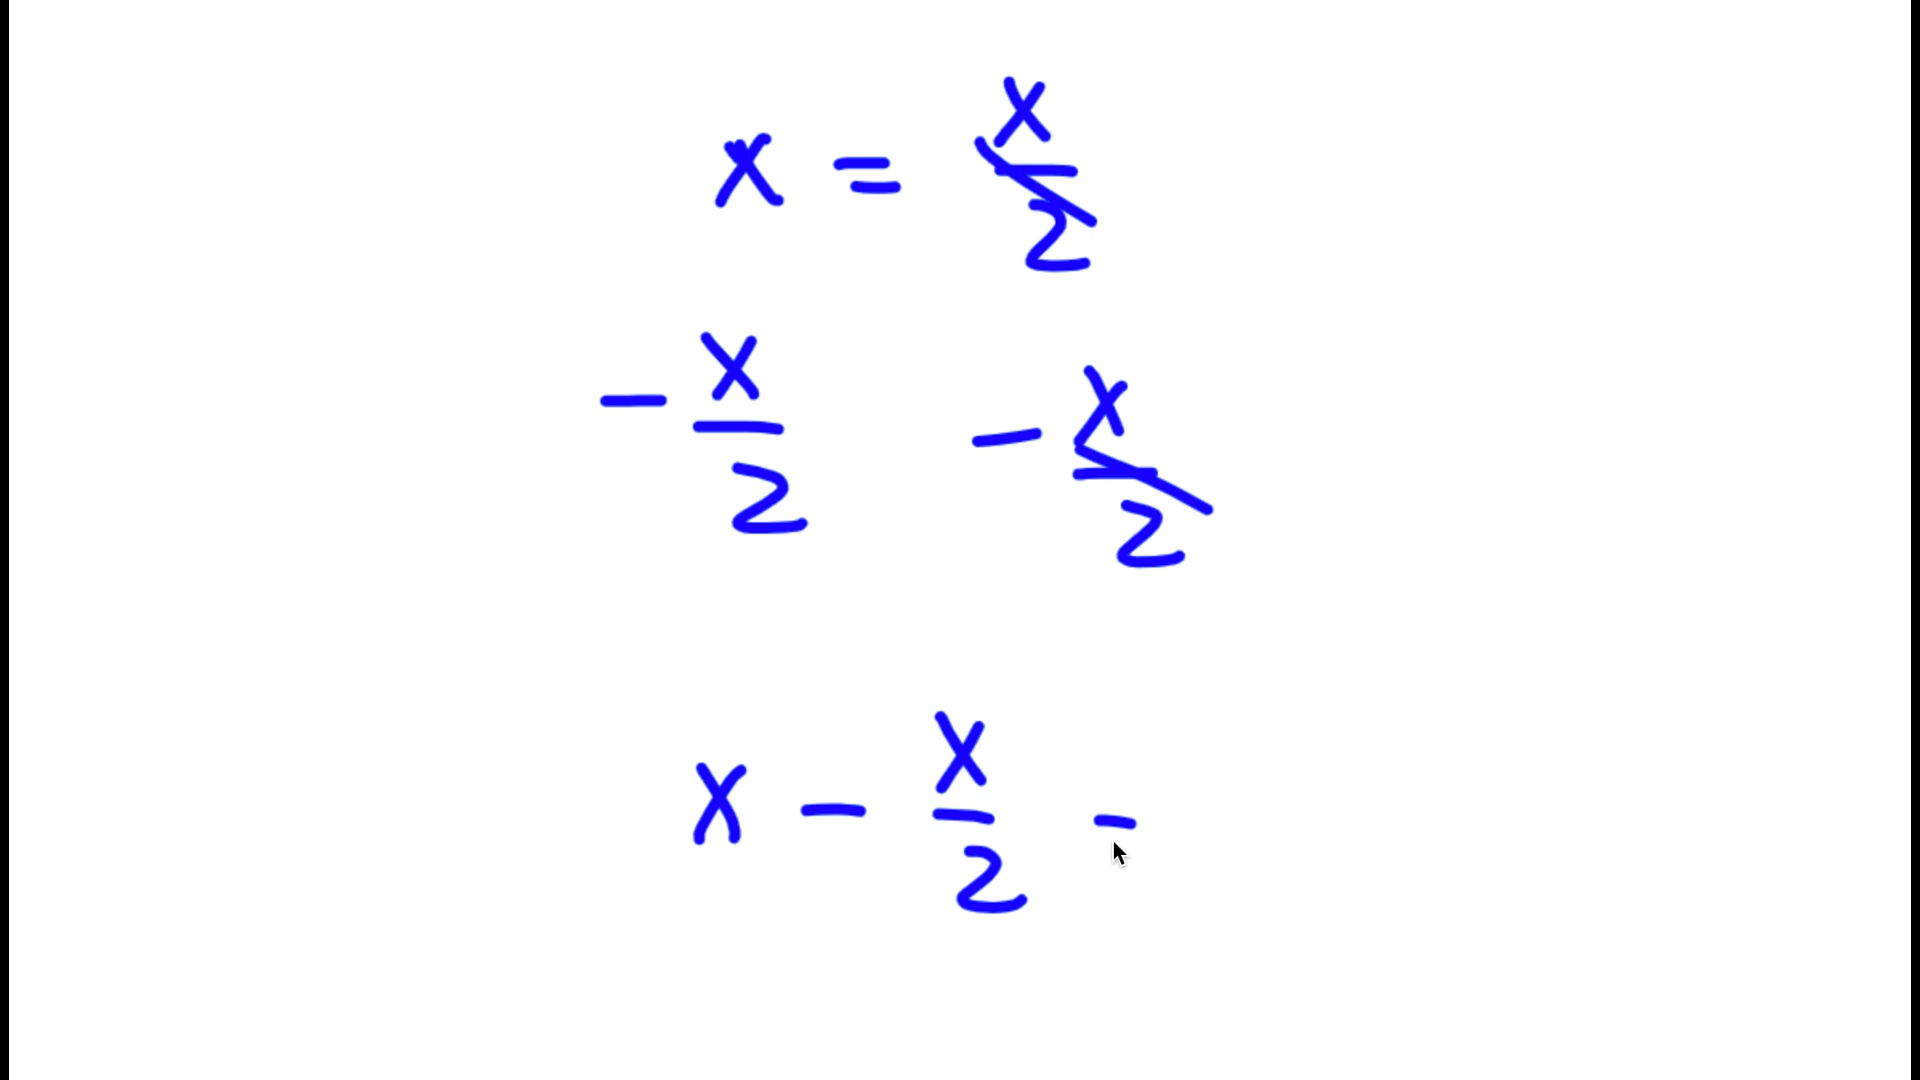 x = x/2
- x/2 - x/2
x - x/2 -